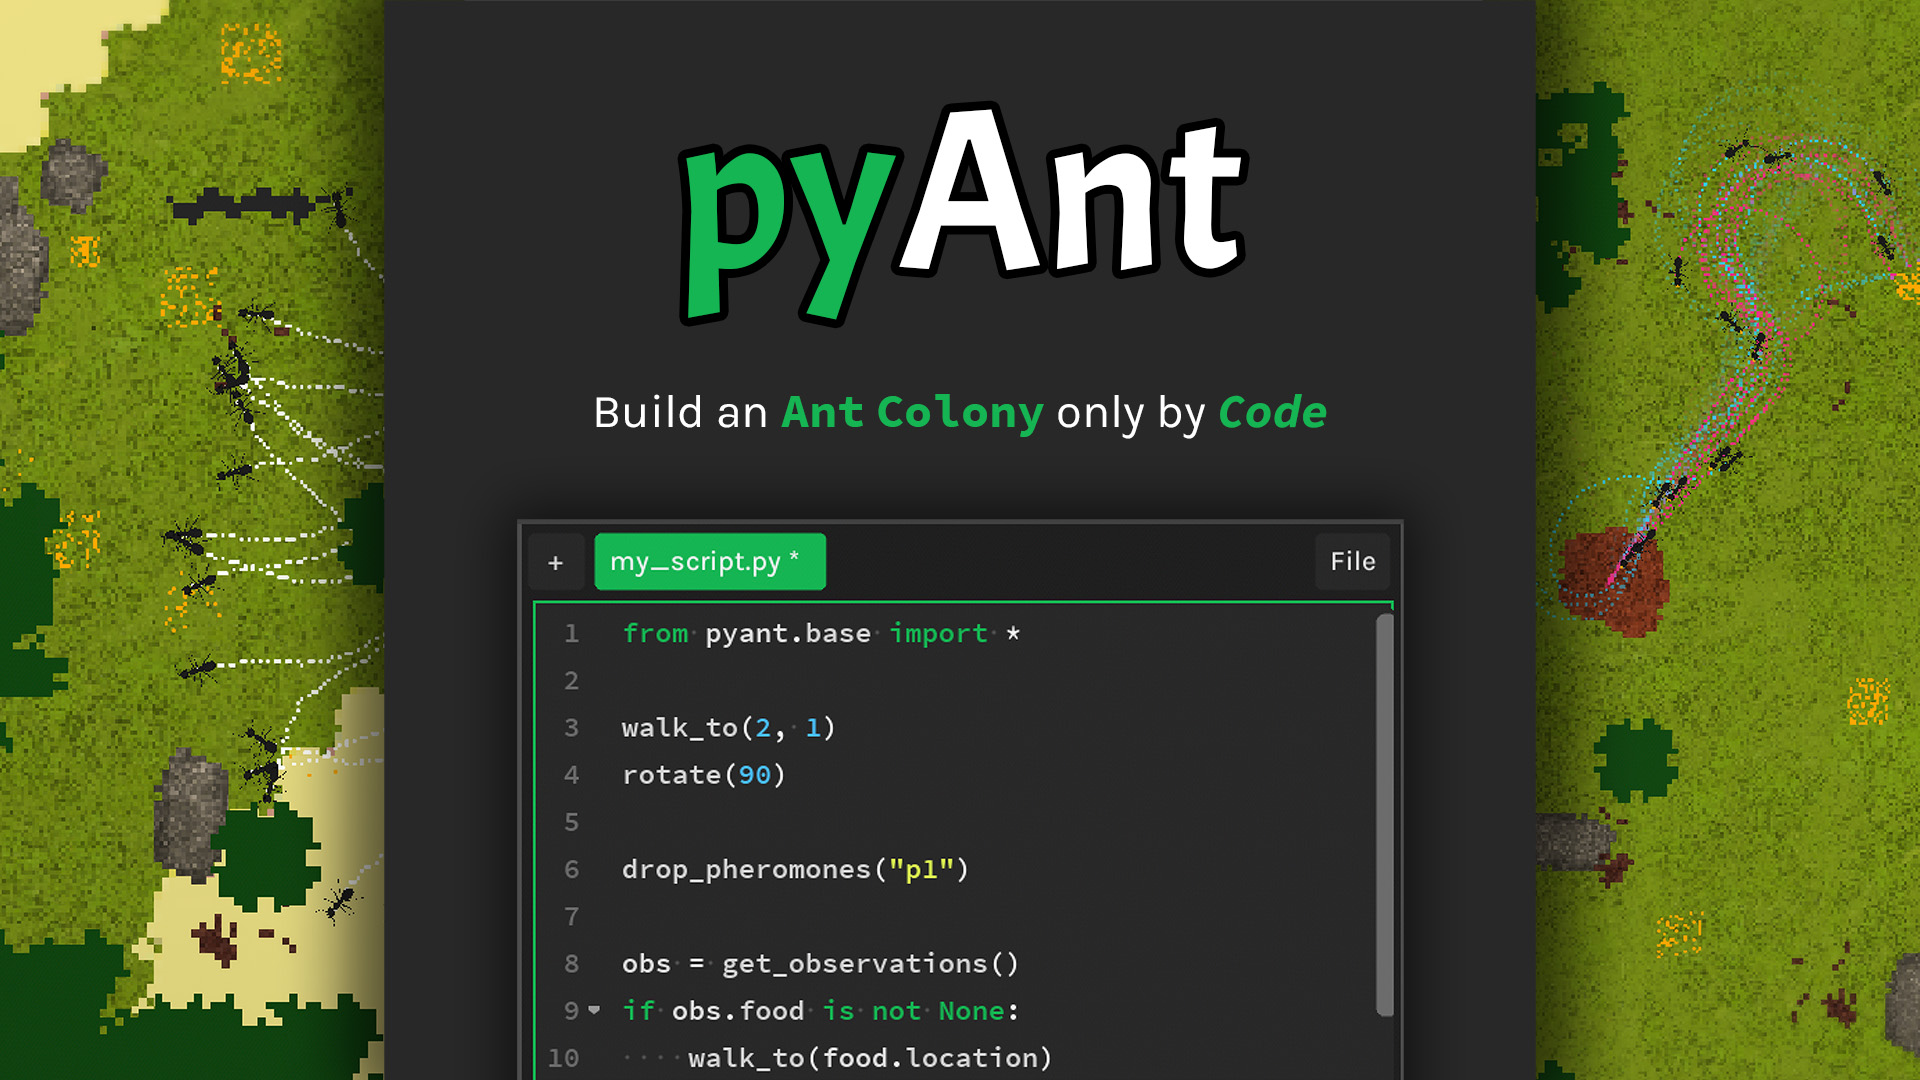 pyAnt
Build an Ant Colony only by Code
+ my_script.py * File
1 from pyant.base import *
2
3 walk_to(2, 1)
4 rotate(90)
5
6 drop_pheromones("p1")
7
8 obs = get_observations()
9 if obs.food is not None:
10 walk_to(food.location)